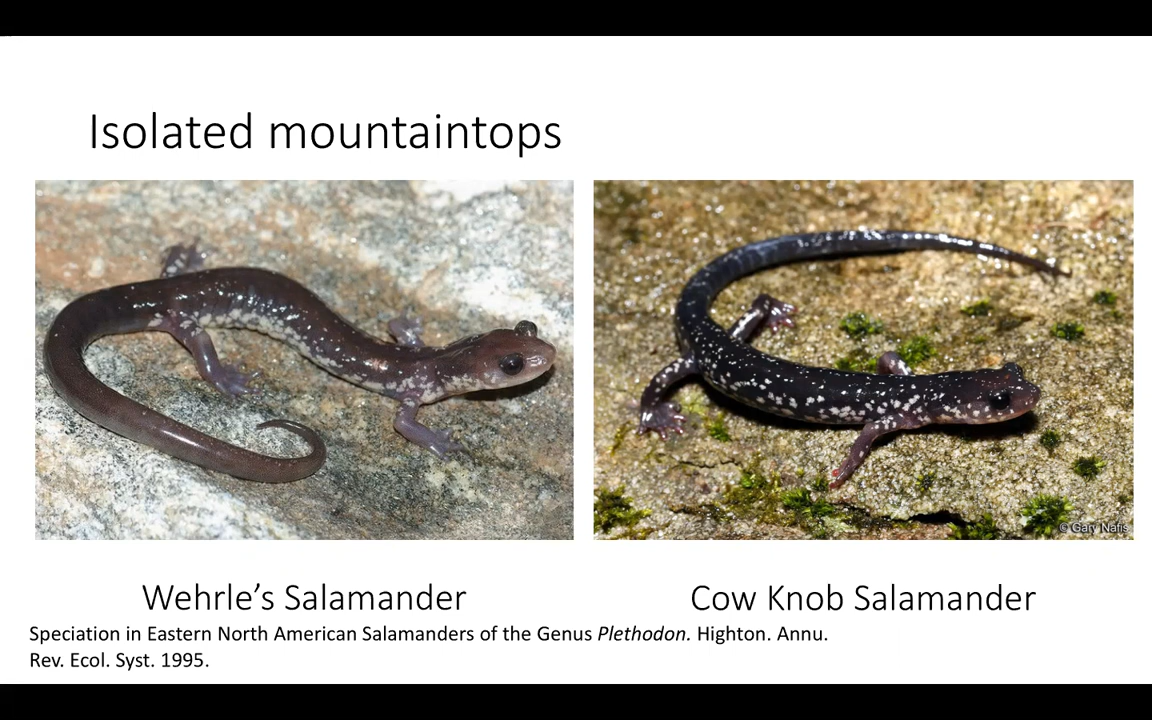 Isolated mountaintops
© Gary Nafis
Wehrle’s Salamander
Cow Knob Salamander
Speciation in Eastern North American Salamanders of the Genus Plethodon. Highton. Annu.
Rev. Ecol. Syst. 1995.